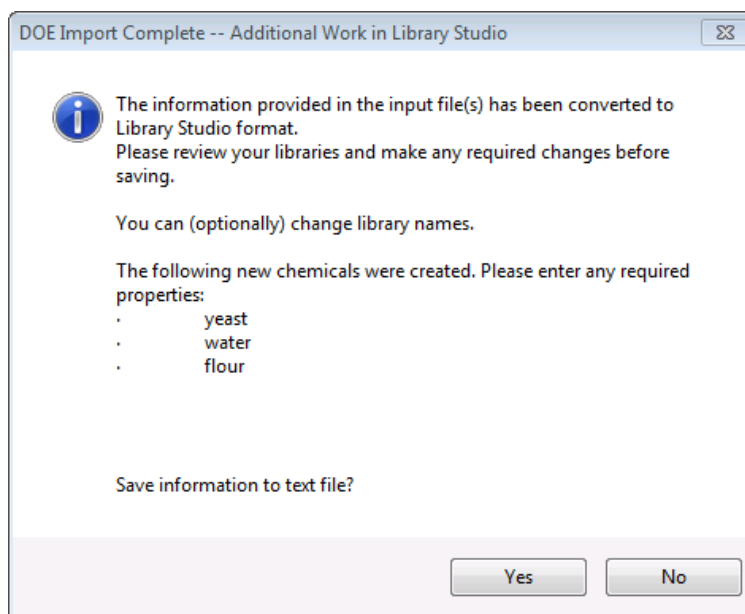 DOE Import Complete -- Additional Work in Library Studio
The information provided in the input file(s) has been converted to
Library Studio format.
Please review your libraries and make any required changes before
saving.
You can (optionally) change library names.
The following new chemicals were created. Please enter any required
properties:
· yeast
· water
· flour
Save information to text file?
Yes No